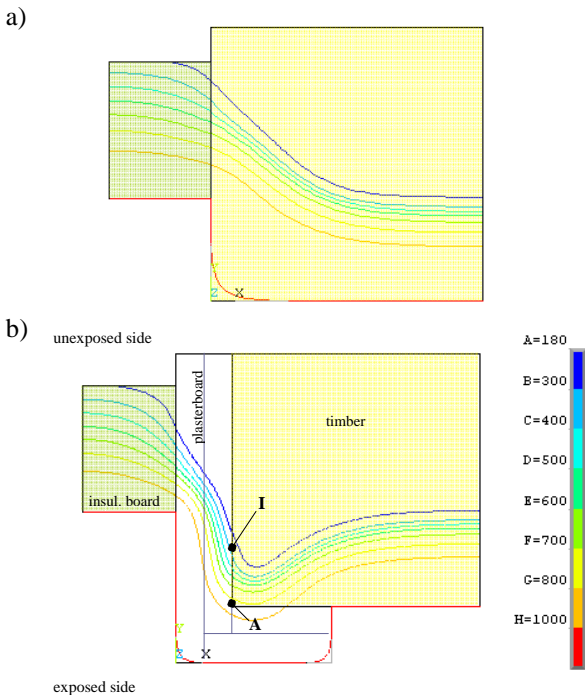 a)
Y
Z X
b)
unexposed side
plasterboard
timber
insul. board
I
A
Y
Z X
exposed side
A=180
B=300
C=400
D=500
E=600
F=700
G=800
H=1000